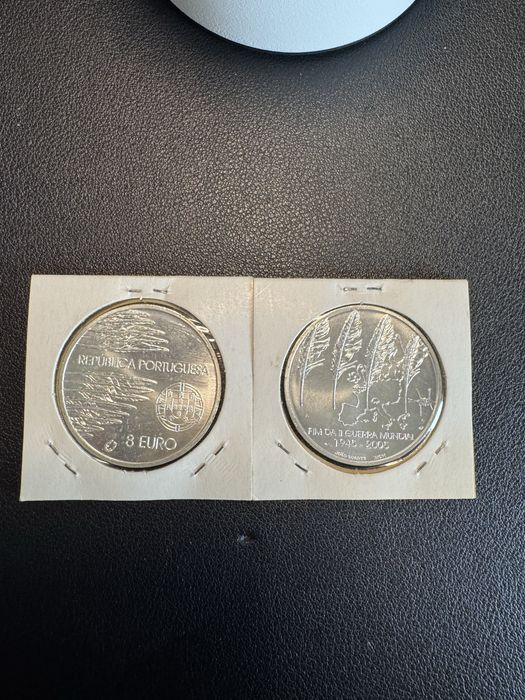 REPÚBLICA PORTUGUESA
8 EURO
FIM DA II GUERRA MUNDIAL
1945 - 2005